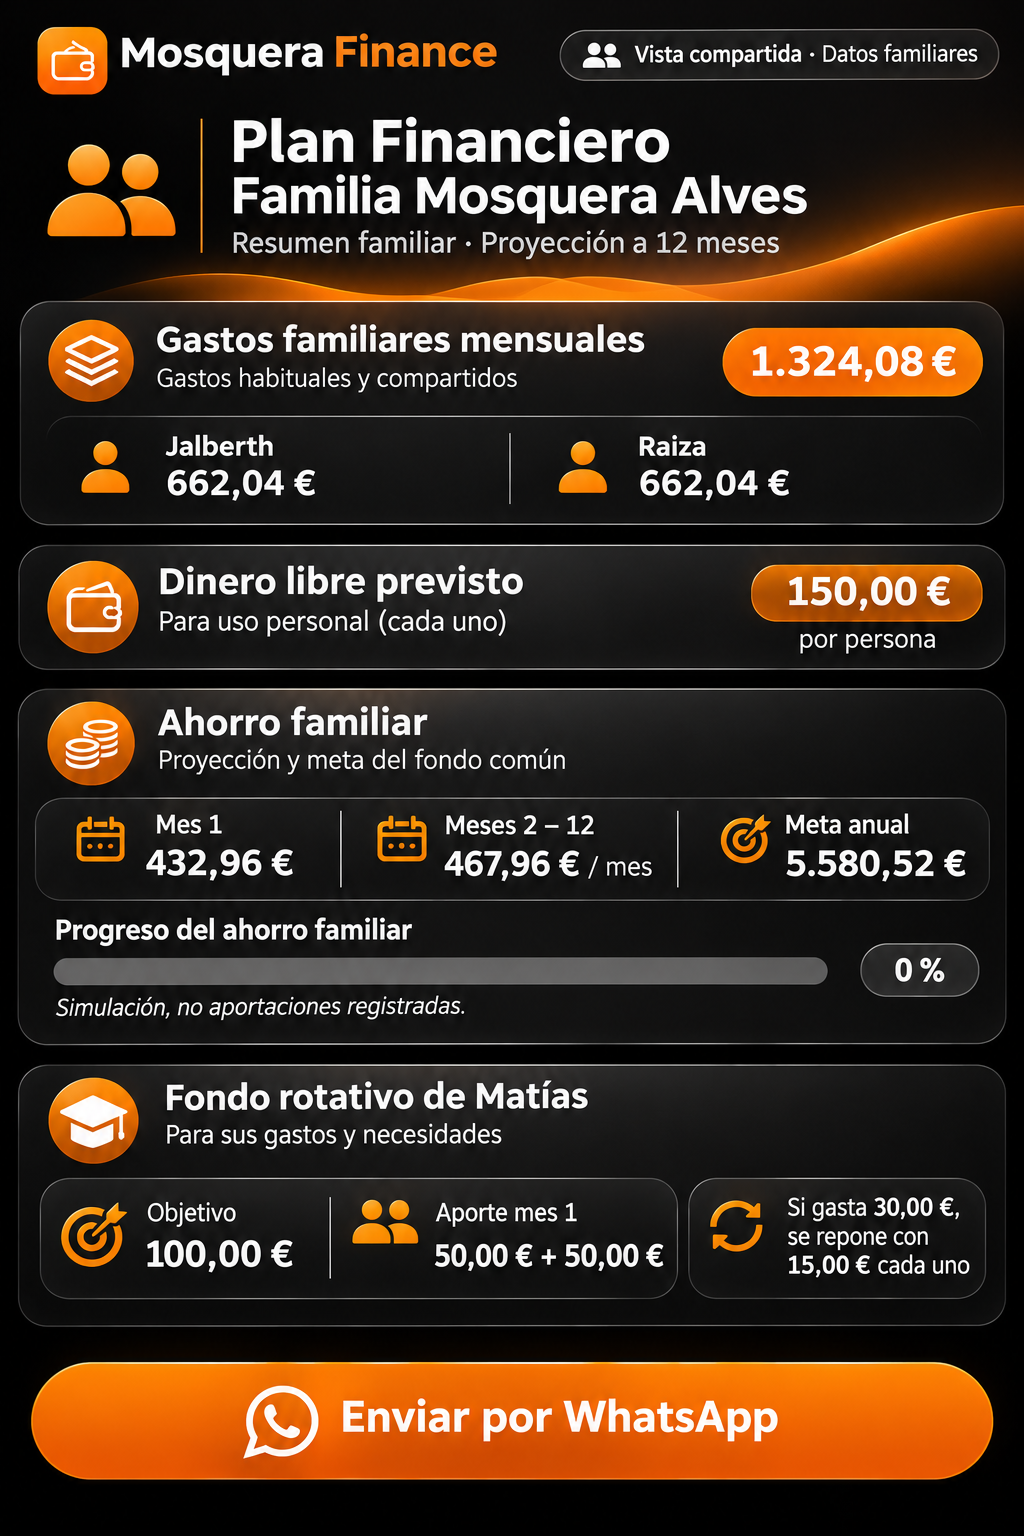 Mosquera Finance
Vista compartida · Datos familiares
Plan Financiero
Familia Mosquera Alves
Resumen familiar · Proyección a 12 meses
Gastos familiares mensuales
Gastos habituales y compartidos
1.324,08 €
Jalberth
662,04 €
Raiza
662,04 €
Dinero libre previsto
Para uso personal (cada uno)
150,00 €
por persona
Ahorro familiar
Proyección y meta del fondo común
Mes 1
432,96 €
Meses 2 – 12
467,96 € / mes
Meta anual
5.580,52 €
Progreso del ahorro familiar
0 %
Simulación, no aportaciones registradas.
Fondo rotativo de Matías
Para sus gastos y necesidades
Objetivo
100,00 €
Aporte mes 1
50,00 € + 50,00 €
Si gasta 30,00 €,
se repone con
15,00 € cada uno
Enviar por WhatsApp